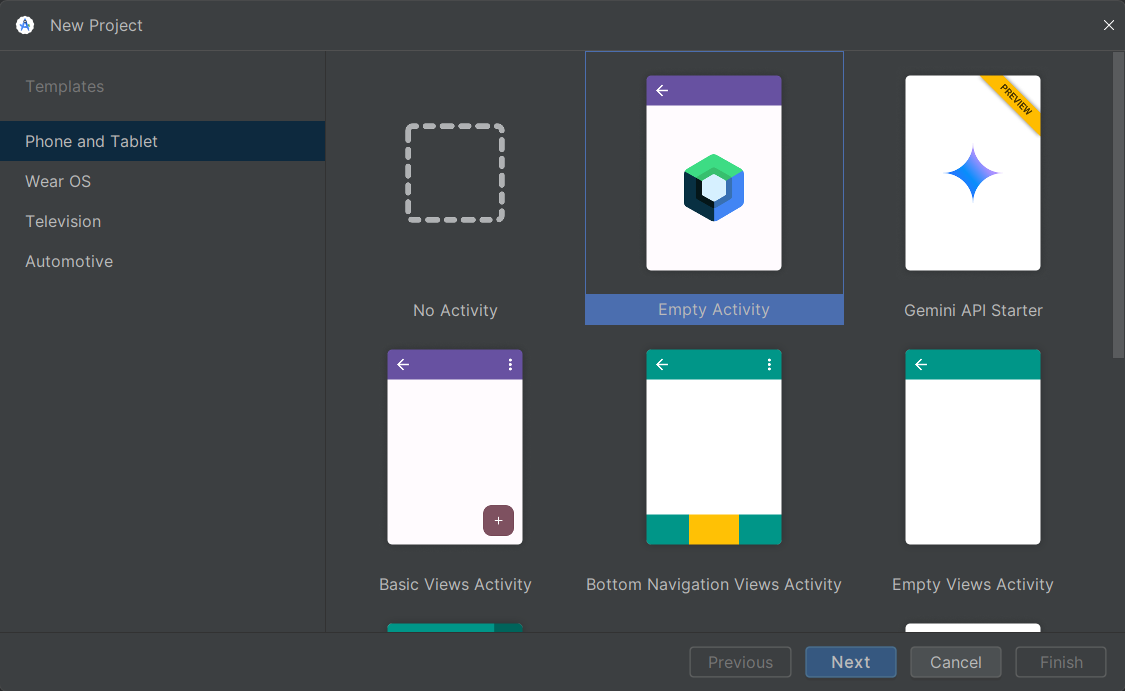 New Project
Templates
Phone and Tablet
Wear OS
Television
Automotive
No Activity
Empty Activity
PREVIEW
Gemini API Starter
Basic Views Activity
Bottom Navigation Views Activity
Empty Views Activity
Previous
Next
Cancel
Finish